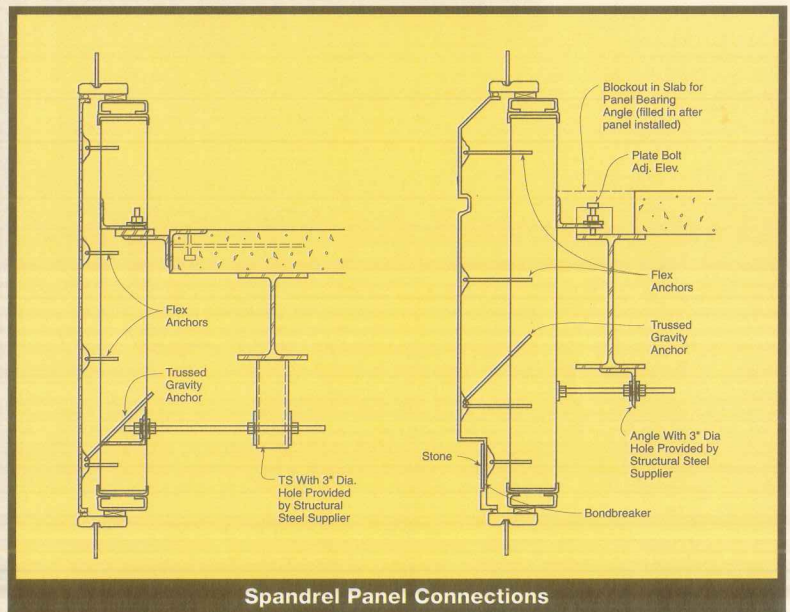 Flex
Anchors
Trussed
Gravity
Anchor
TS With 3" Dia.
Hole Provided
by Structural
Steel Supplier
Blockout in Slab for
Panel Bearing
Angle (filled in after
panel installed)
Plate Bolt
Adj. Elev.
Flex
Anchors
Trussed
Gravity
Anchor
Angle With 3" Dia
Hole Provided by
Structural Steel
Supplier
Stone
Bondbreaker
Spandrel Panel Connections